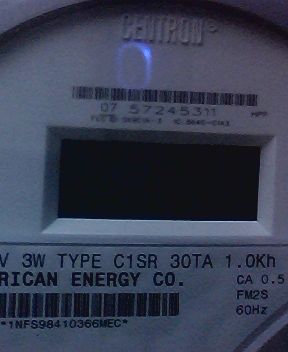 CENTRON®
07 57245311
V 3W TYPE C1SR 30TA 1.0Kh
RICAN ENERGY CO.
CA 0.5
FM2S
60Hz
*1NFS98410366MEC*